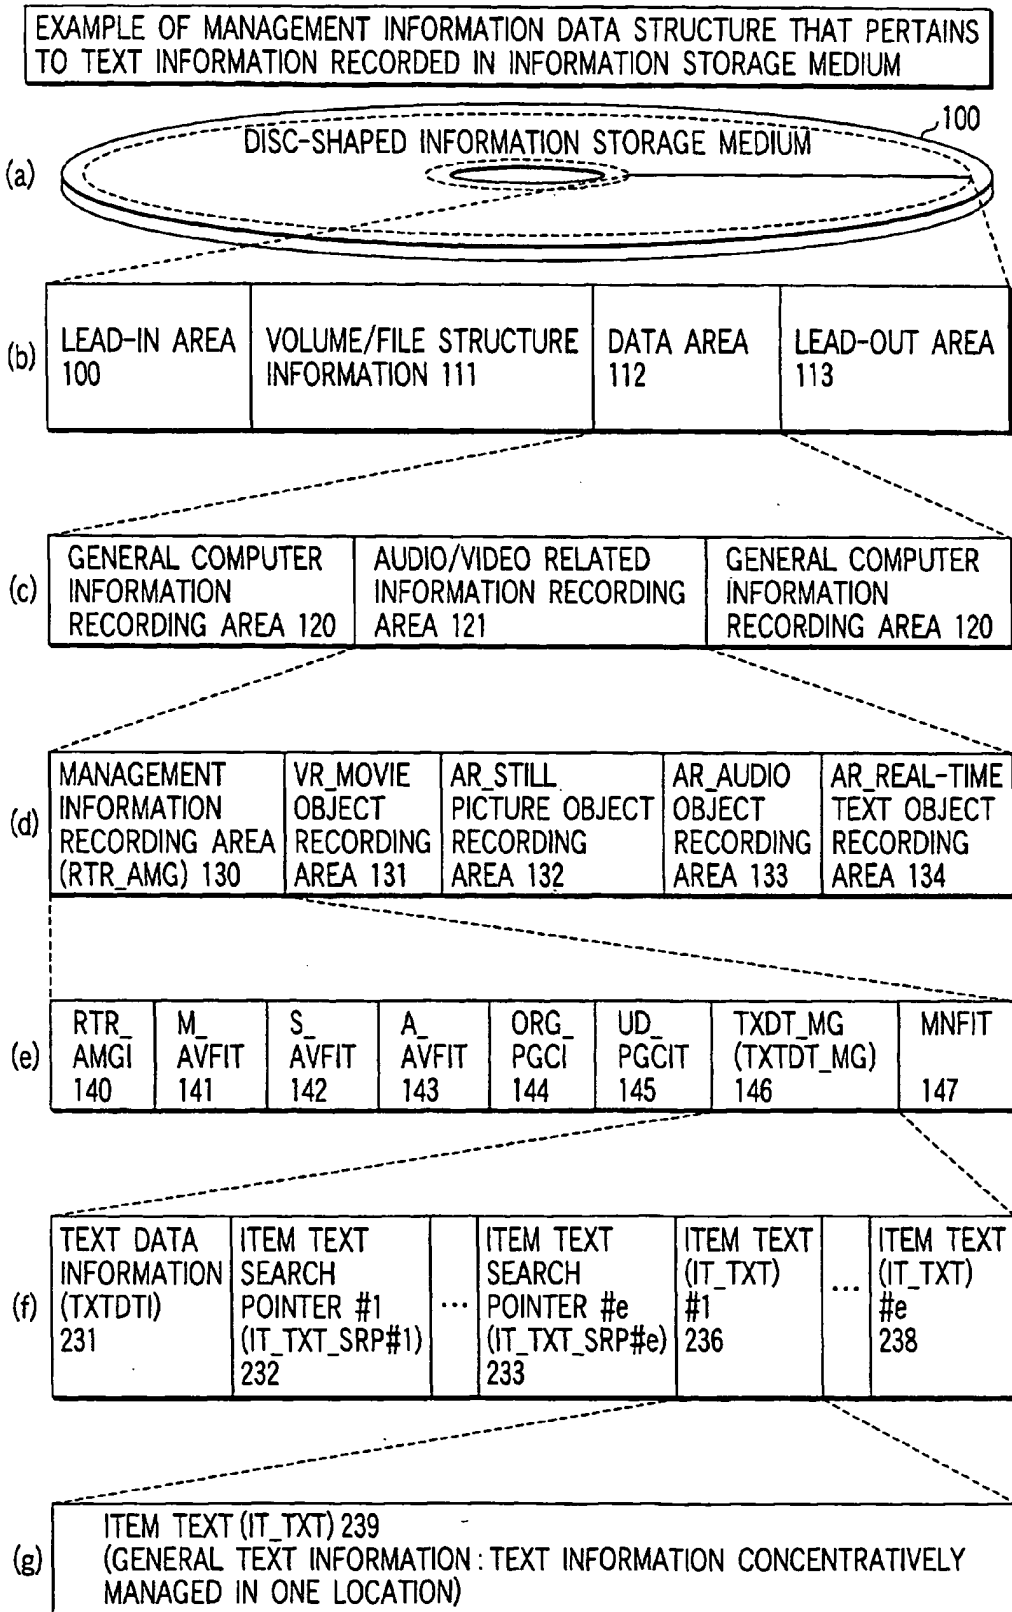 EXAMPLE OF MANAGEMENT INFORMATION DATA STRUCTURE THAT PERTAINS
TO TEXT INFORMATION RECORDED IN INFORMATION STORAGE MEDIUM
100
DISC-SHAPED INFORMATION STORAGE MEDIUM
(a)
(b)
LEAD-IN AREA
100
VOLUME/FILE STRUCTURE
INFORMATION 111
DATA AREA
112
LEAD-OUT AREA
113
(c)
GENERAL COMPUTER
INFORMATION
RECORDING AREA 120
AUDIO/VIDEO RELATED
INFORMATION RECORDING
AREA 121
GENERAL COMPUTER
INFORMATION
RECORDING AREA 120
(d)
MANAGEMENT
INFORMATION
RECORDING AREA
(RTR_AMG) 130
VR_MOVIE
OBJECT
RECORDING
AREA 131
AR_STILL
PICTURE OBJECT
RECORDING
AREA 132
AR_AUDIO
OBJECT
RECORDING
AREA 133
AR_REAL-TIME
TEXT OBJECT
RECORDING
AREA 134
(e)
RTR_
AMGI
140
M_
AVFIT
141
S_
AVFIT
142
A_
AVFIT
143
ORG_
PGCI
144
UD_
PGCIT
145
TXDT_MG
(TXTDT_MG)
146
MNFIT
147
(f)
TEXT DATA
INFORMATION
(TXTDTI)
231
ITEM TEXT
SEARCH
POINTER #1
(IT_TXT_SRP#1)
232
...
ITEM TEXT
SEARCH
POINTER #e
(IT_TXT_SRP#e)
233
ITEM TEXT
(IT_TXT)
#1
236
...
ITEM TEXT
(IT_TXT)
#e
238
(g)
ITEM TEXT (IT_TXT) 239
(GENERAL TEXT INFORMATION : TEXT INFORMATION CONCENTRATIVELY
MANAGED IN ONE LOCATION)